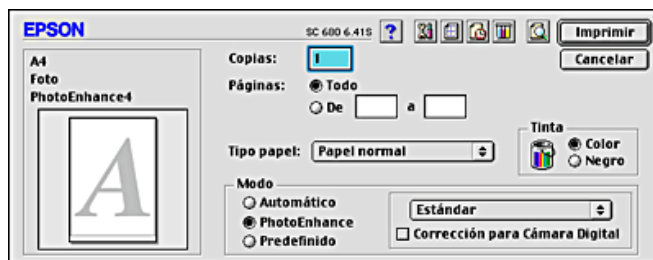 EPSON
SC 600 6.41S
?
Imprimir
A4
Foto
PhotoEnhance4
A
Copias: 1
Cancelar
Páginas: Todo
De a
Tipo papel: Papel normal
Tinta
Color
Negro
Modo
Automático
PhotoEnhance
Predefinido
Estándar
Corrección para Cámara Digital